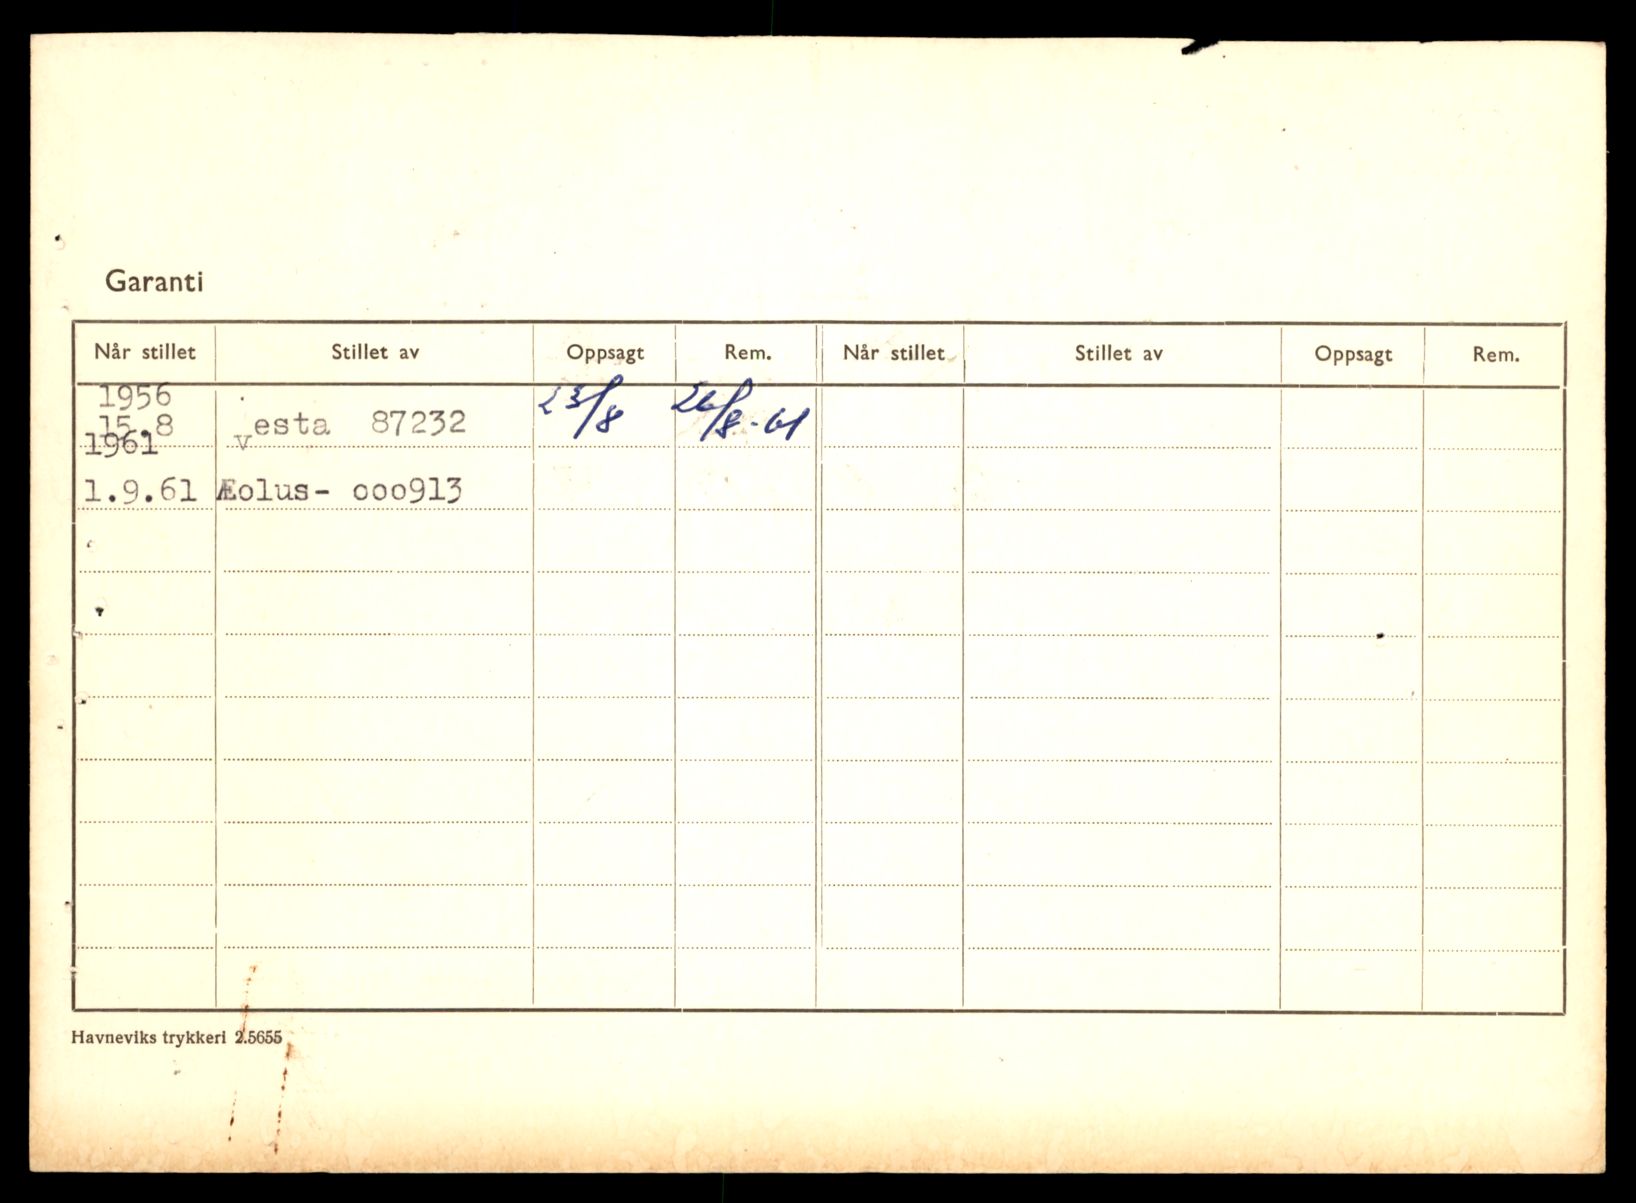 Garanti
Når stillet Stillet av Oppsagt Rem. Når stillet Stillet av Oppsagt Rem.
1956
15.8 Vesta 87232 23/8 26/8-61
1961
1.9.61 Æolus- ooo913
Havneviks trykkeri 2.5655